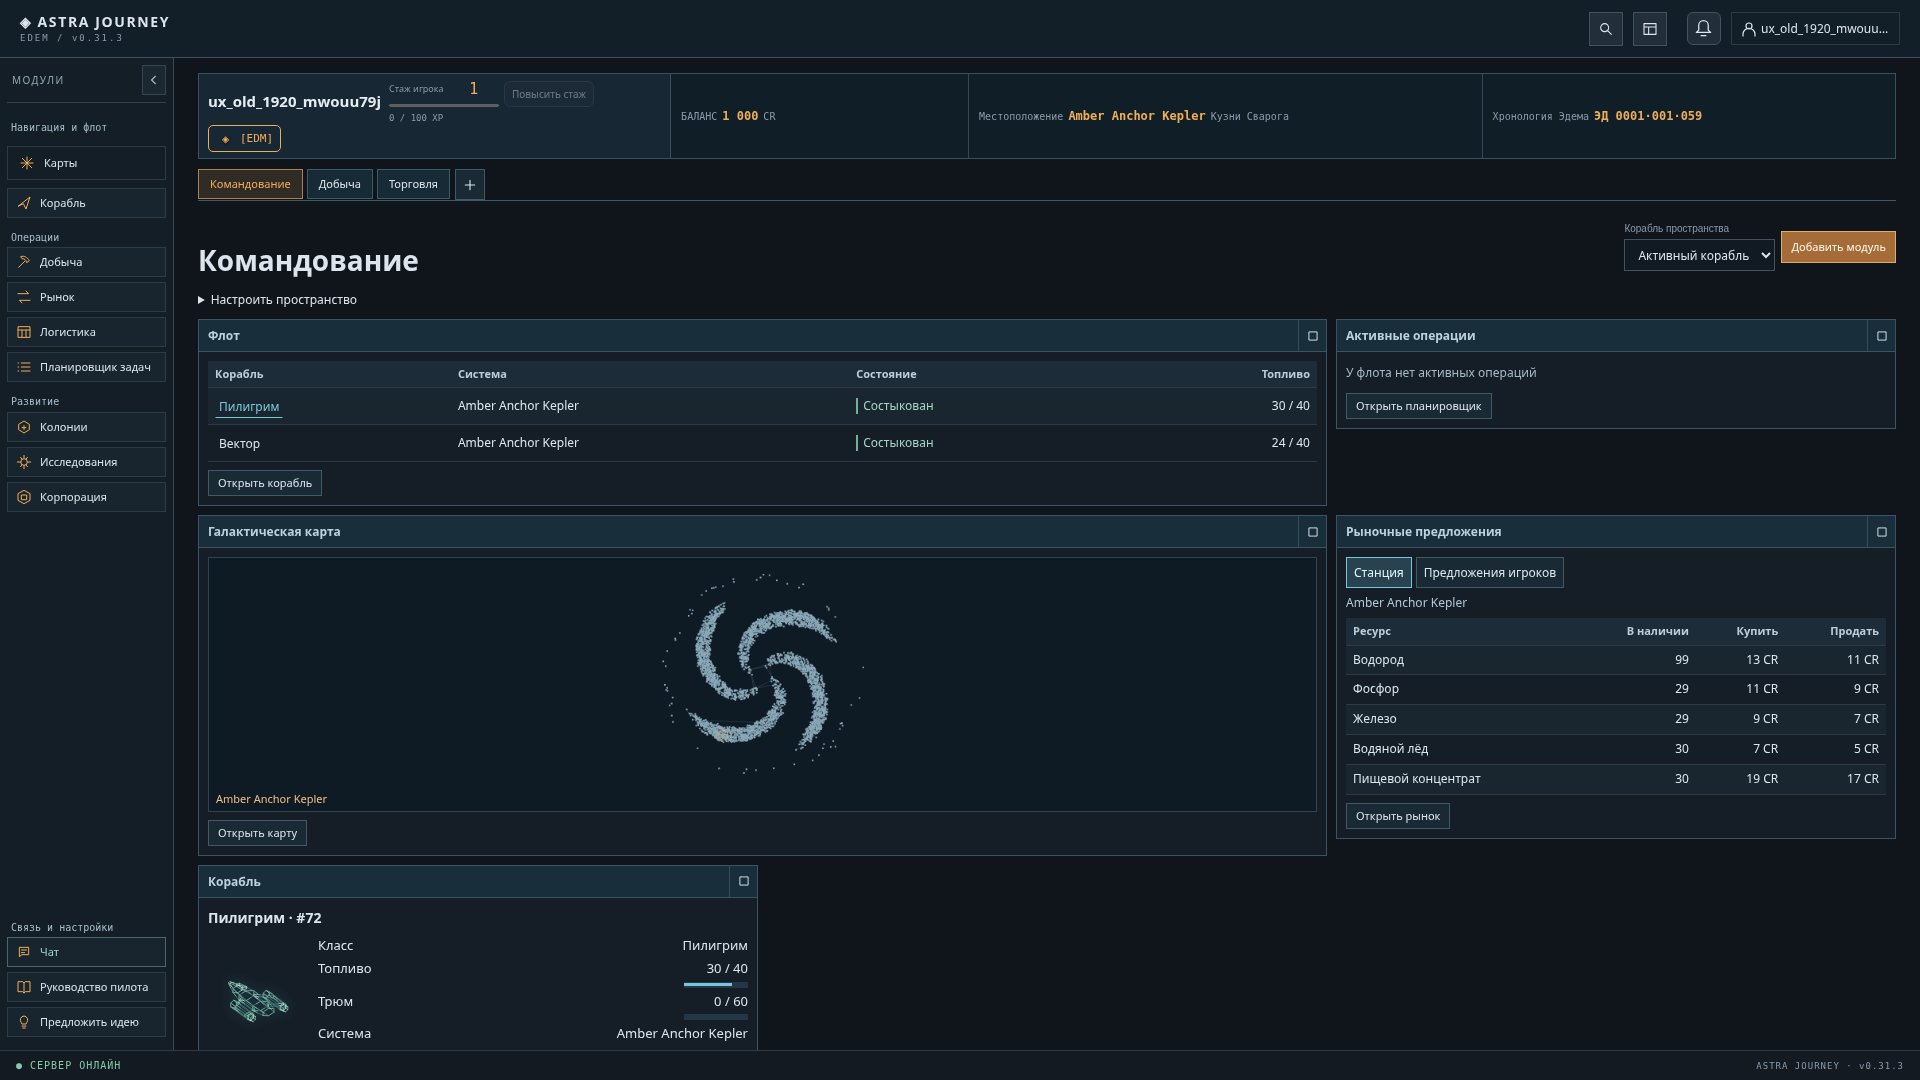 ◈ ASTRA JOURNEY
EDEM / v0.31.3
ux_old_1920_mwouu...
МОДУЛИ
Навигация и флот
Карты
Корабль
Операции
Добыча
Рынок
Логистика
Планировщик задач
Развитие
Колонии
Исследования
Корпорация
Связь и настройки
Чат
Руководство пилота
Предложить идею
ux_old_1920_mwouu79j
Стаж игрока 1
0 / 100 XP
Повысить стаж
◈ [EDM]
БАЛАНС 1 000 CR
Местоположение Amber Anchor Kepler Кузни Сварога
Хронология Эдема ЭД 0001·001·059
Командование Добыча Торговля +
Командование
Корабль пространства
Активный корабль
Добавить модуль
▶ Настроить пространство
Флот
Корабль Система Состояние Топливо
Пилигрим Amber Anchor Kepler Состыкован 30 / 40
Вектор Amber Anchor Kepler Состыкован 24 / 40
Открыть корабль
Активные операции
У флота нет активных операций
Открыть планировщик
Галактическая карта
Amber Anchor Kepler
Открыть карту
Рыночные предложения
Станция Предложения игроков
Amber Anchor Kepler
Ресурс В наличии Купить Продать
Водород 99 13 CR 11 CR
Фосфор 29 11 CR 9 CR
Железо 29 9 CR 7 CR
Водяной лёд 30 7 CR 5 CR
Пищевой концентрат 30 19 CR 17 CR
Открыть рынок
Корабль
Пилигрим · #72
Класс Пилигрим
Топливо 30 / 40
Трюм 0 / 60
Система Amber Anchor Kepler
● СЕРВЕР ОНЛАЙН
ASTRA JOURNEY · v0.31.3